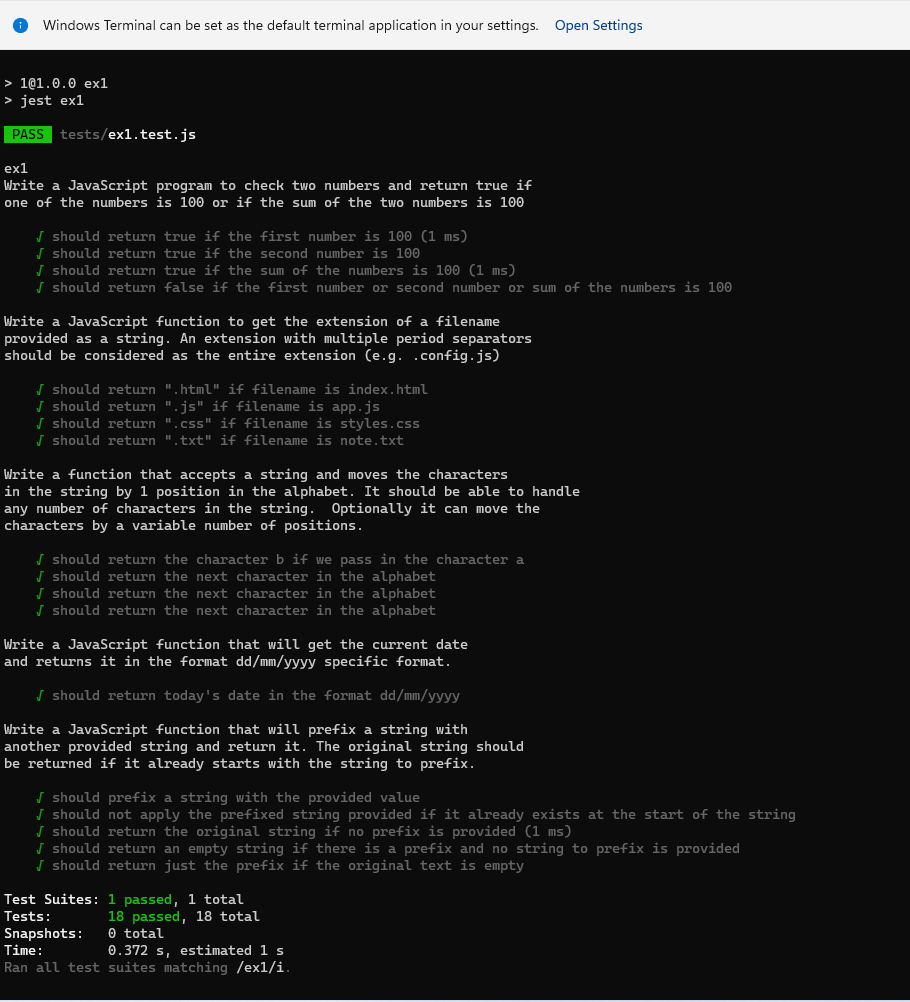 Windows Terminal can be set as the default terminal application in your settings. Open Settings
> 1@1.0.0 ex1
> jest ex1
PASS tests/ex1.test.js
ex1
Write a JavaScript program to check two numbers and return true if
one of the numbers is 100 or if the sum of the two numbers is 100
√ should return true if the first number is 100 (1 ms)
√ should return true if the second number is 100
√ should return true if the sum of the numbers is 100 (1 ms)
√ should return false if the first number or second number or sum of the numbers is 100
Write a JavaScript function to get the extension of a filename
provided as a string. An extension with multiple period separators
should be considered as the entire extension (e.g. .config.js)
√ should return ".html" if filename is index.html
√ should return ".js" if filename is app.js
√ should return ".css" if filename is styles.css
√ should return ".txt" if filename is note.txt
Write a function that accepts a string and moves the characters
in the string by 1 position in the alphabet. It should be able to handle
any number of characters in the string.  Optionally it can move the
characters by a variable number of positions.
√ should return the character b if we pass in the character a
√ should return the next character in the alphabet
√ should return the next character in the alphabet
√ should return the next character in the alphabet
Write a JavaScript function that will get the current date
and returns it in the format dd/mm/yyyy specific format.
√ should return today's date in the format dd/mm/yyyy
Write a JavaScript function that will prefix a string with
another provided string and return it. The original string should
be returned if it already starts with the string to prefix.
√ should prefix a string with the provided value
√ should not apply the prefixed string provided if it already exists at the start of the string
√ should return the original string if no prefix is provided (1 ms)
√ should return an empty string if there is a prefix and no string to prefix is provided
√ should return just the prefix if the original text is empty
Test Suites: 1 passed, 1 total
Tests: 18 passed, 18 total
Snapshots: 0 total
Time: 0.372 s, estimated 1 s
Ran all test suites matching /ex1/i.